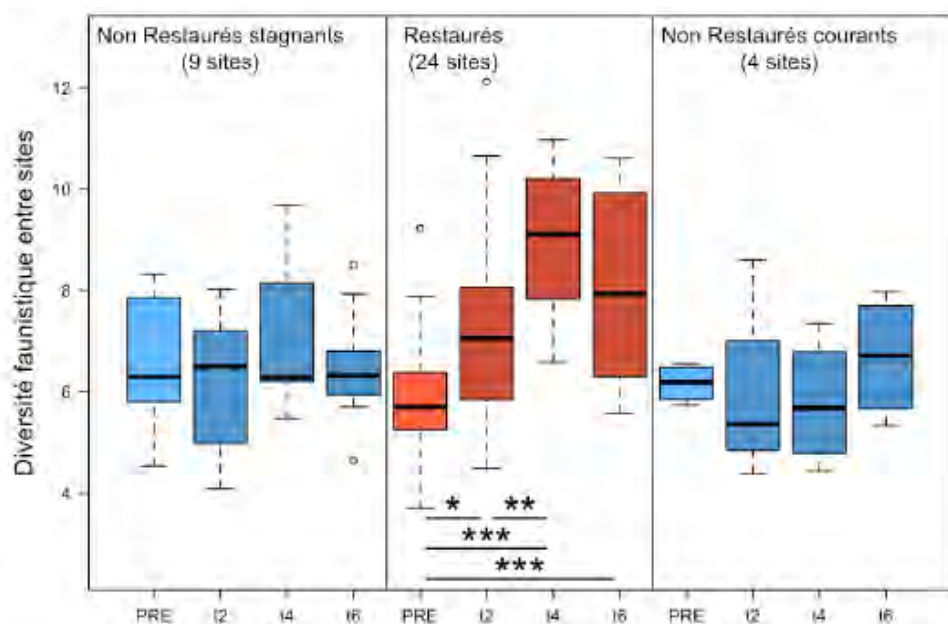 Non Restaurés stagnants
(9 sites)
Restaurés
(24 sites)
Non Restaurés courants
(4 sites)
Diversité faunistique entre sites
12
10
8
6
4
* **
***
***
PRE t2 t4 t6 PRE t2 t4 t6 PRE t2 t4 t6